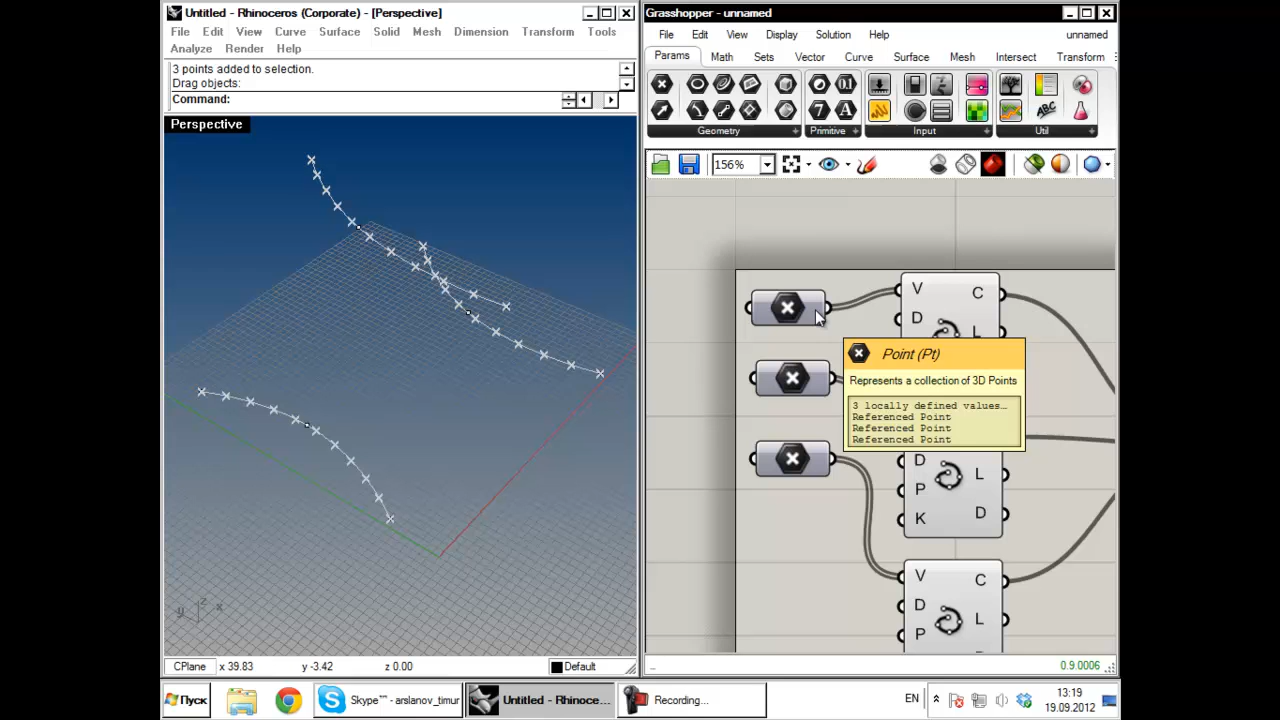 Untitled - Rhinoceros (Corporate) - [Perspective]
File Edit View Curve Surface Solid Mesh Dimension Transform Tools
Analyze Render Help
3 points added to selection.
Drag objects:
Command:
Perspective
z
y x
CPlane x 39.83 y -3.42 z 0.00 Default
Grasshopper - unnamed
File Edit View Display Solution Help unnamed
Params Math Sets Vector Curve Surface Mesh Intersect Transform
0.1
7 A ABC
Geometry Primitive Input Util
156%
V C
D L
Point (Pt)
Represents a collection of 3D Points
3 locally defined values…
Referenced Point
Referenced Point
Referenced Point
D L
P
K D
V C
D L
P
0.9.0006
Пуск Skype™ - arslanov_timur Untitled - Rhinoce... Recording... EN 13:19
19.09.2012